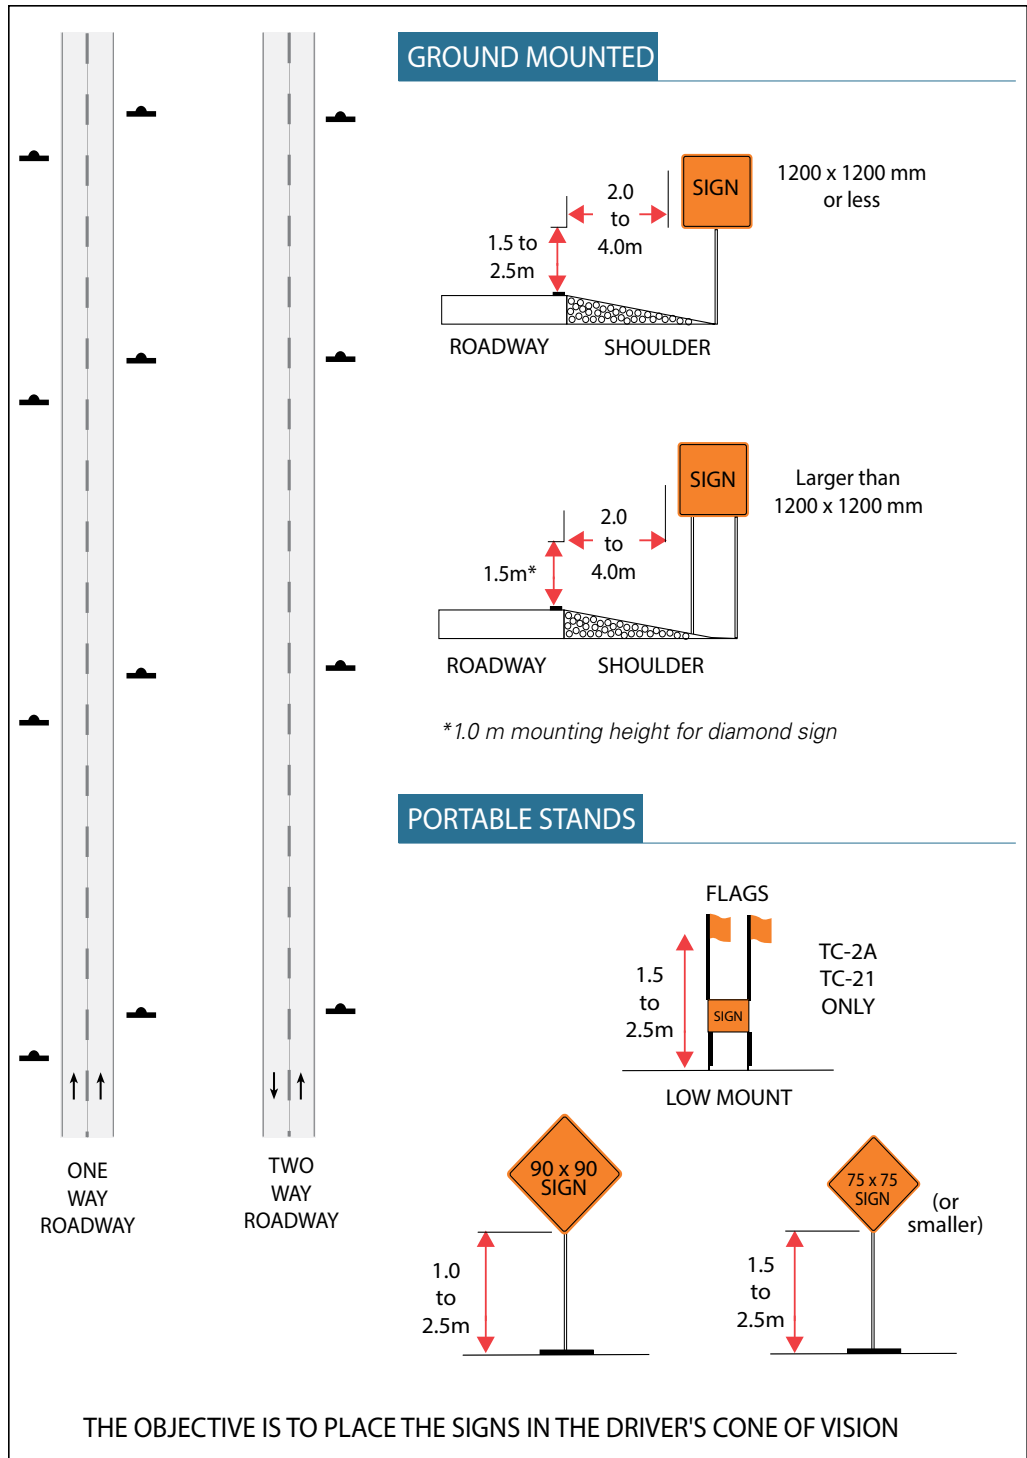 GROUND MOUNTED
SIGN
1200 x 1200 mm
or less
2.0
to
4.0m
1.5 to
2.5m
ROADWAY
SHOULDER
SIGN
Larger than
1200 x 1200 mm
2.0
to
4.0m
1.5m*
ROADWAY
SHOULDER
*1.0 m mounting height for diamond sign
PORTABLE STANDS
FLAGS
TC-2A
TC-21
ONLY
1.5
to
2.5m
SIGN
LOW MOUNT
90 x 90
SIGN
1.0
to
2.5m
75 x 75
SIGN
(or
smaller)
1.5
to
2.5m
ONE
WAY
ROADWAY
TWO
WAY
ROADWAY
THE OBJECTIVE IS TO PLACE THE SIGNS IN THE DRIVER'S CONE OF VISION